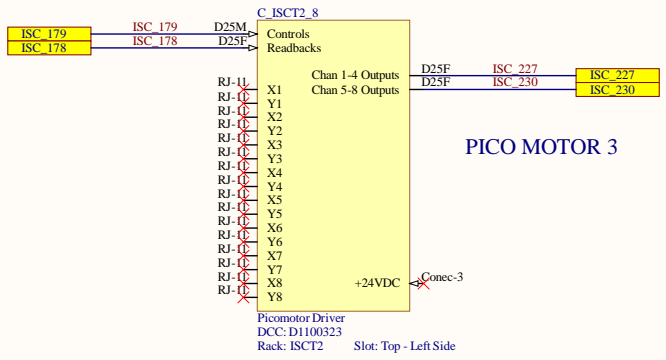 C_ISCT2_8
ISC_179 ISC_179 D25M Controls
ISC_178 ISC_178 D25F Readbacks
Chan 1-4 Outputs D25F ISC_227 ISC_227
Chan 5-8 Outputs D25F ISC_230 ISC_230
RJ-11 X1
RJ-11 Y1
RJ-11 X2
RJ-11 Y2
RJ-11 X3
RJ-11 Y3
RJ-11 X4
RJ-11 Y4
RJ-11 X5
RJ-11 Y5
RJ-11 X6
RJ-11 Y6
RJ-11 X7
RJ-11 Y7
RJ-11 X8
RJ-11 Y8
PICO MOTOR 3
+24VDC Conec-3
Picomotor Driver
DCC: D1100323
Rack: ISCT2 Slot: Top - Left Side